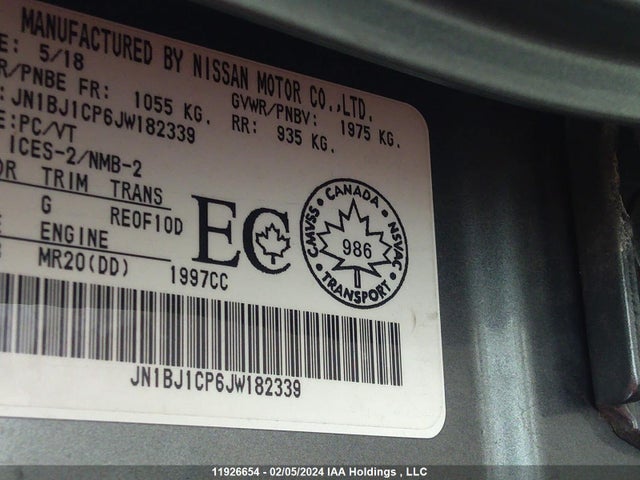 MANUFACTURED BY NISSAN MOTOR CO.,LTD.
E: 5/18
R/PNBE FR: 1055 KG. GVWR/PNBV: 1975 KG.
:JN1BJ1CP6JW182339 RR: 935 KG.
E:PC/VT
ICES-2/NMB-2
OR TRIM TRANS
G RE0F10D
ENGINE
MR20(DD) 1997CC
EC
CMVSS • CANADA • NSVAC • TRANSPORT •
986
JN1BJ1CP6JW182339
11926654 - 02/05/2024 IAA Holdings , LLC